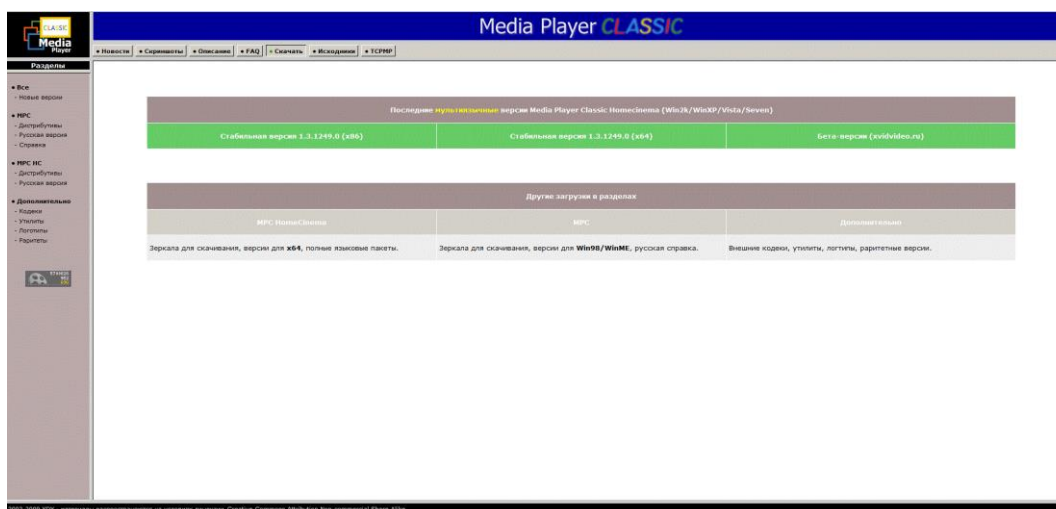 CLASSIC
Media
Player
Media Player CLASSIC
• Новости • Скриншоты • Описание • FAQ • Скачать • Исходники • TCPMP
Разделы
• Все
- Новые версии
• MPC
- Дистрибутивы
- Русская версия
- Справка
• MPC HC
- Дистрибутивы
- Русская версия
• Дополнительно
- Кодеки
- Утилиты
- Логотипы
- Раритеты
Последние мультиязычные версии Media Player Classic Homecinema (Win2k/WinXP/Vista/Seven)
Стабильная версия 1.3.1249.0 (x86)
Стабильная версия 1.3.1249.0 (x64)
Бета-версии (xvidvideo.ru)
Другие загрузки в разделах
MPC HomeCinema
MPC
Дополнительно
Зеркала для скачивания, версии для x64, полные языковые пакеты.
Зеркала для скачивания, версии для Win98/WinME, русская справка.
Внешние кодеки, утилиты, логтипы, раритетные версии.